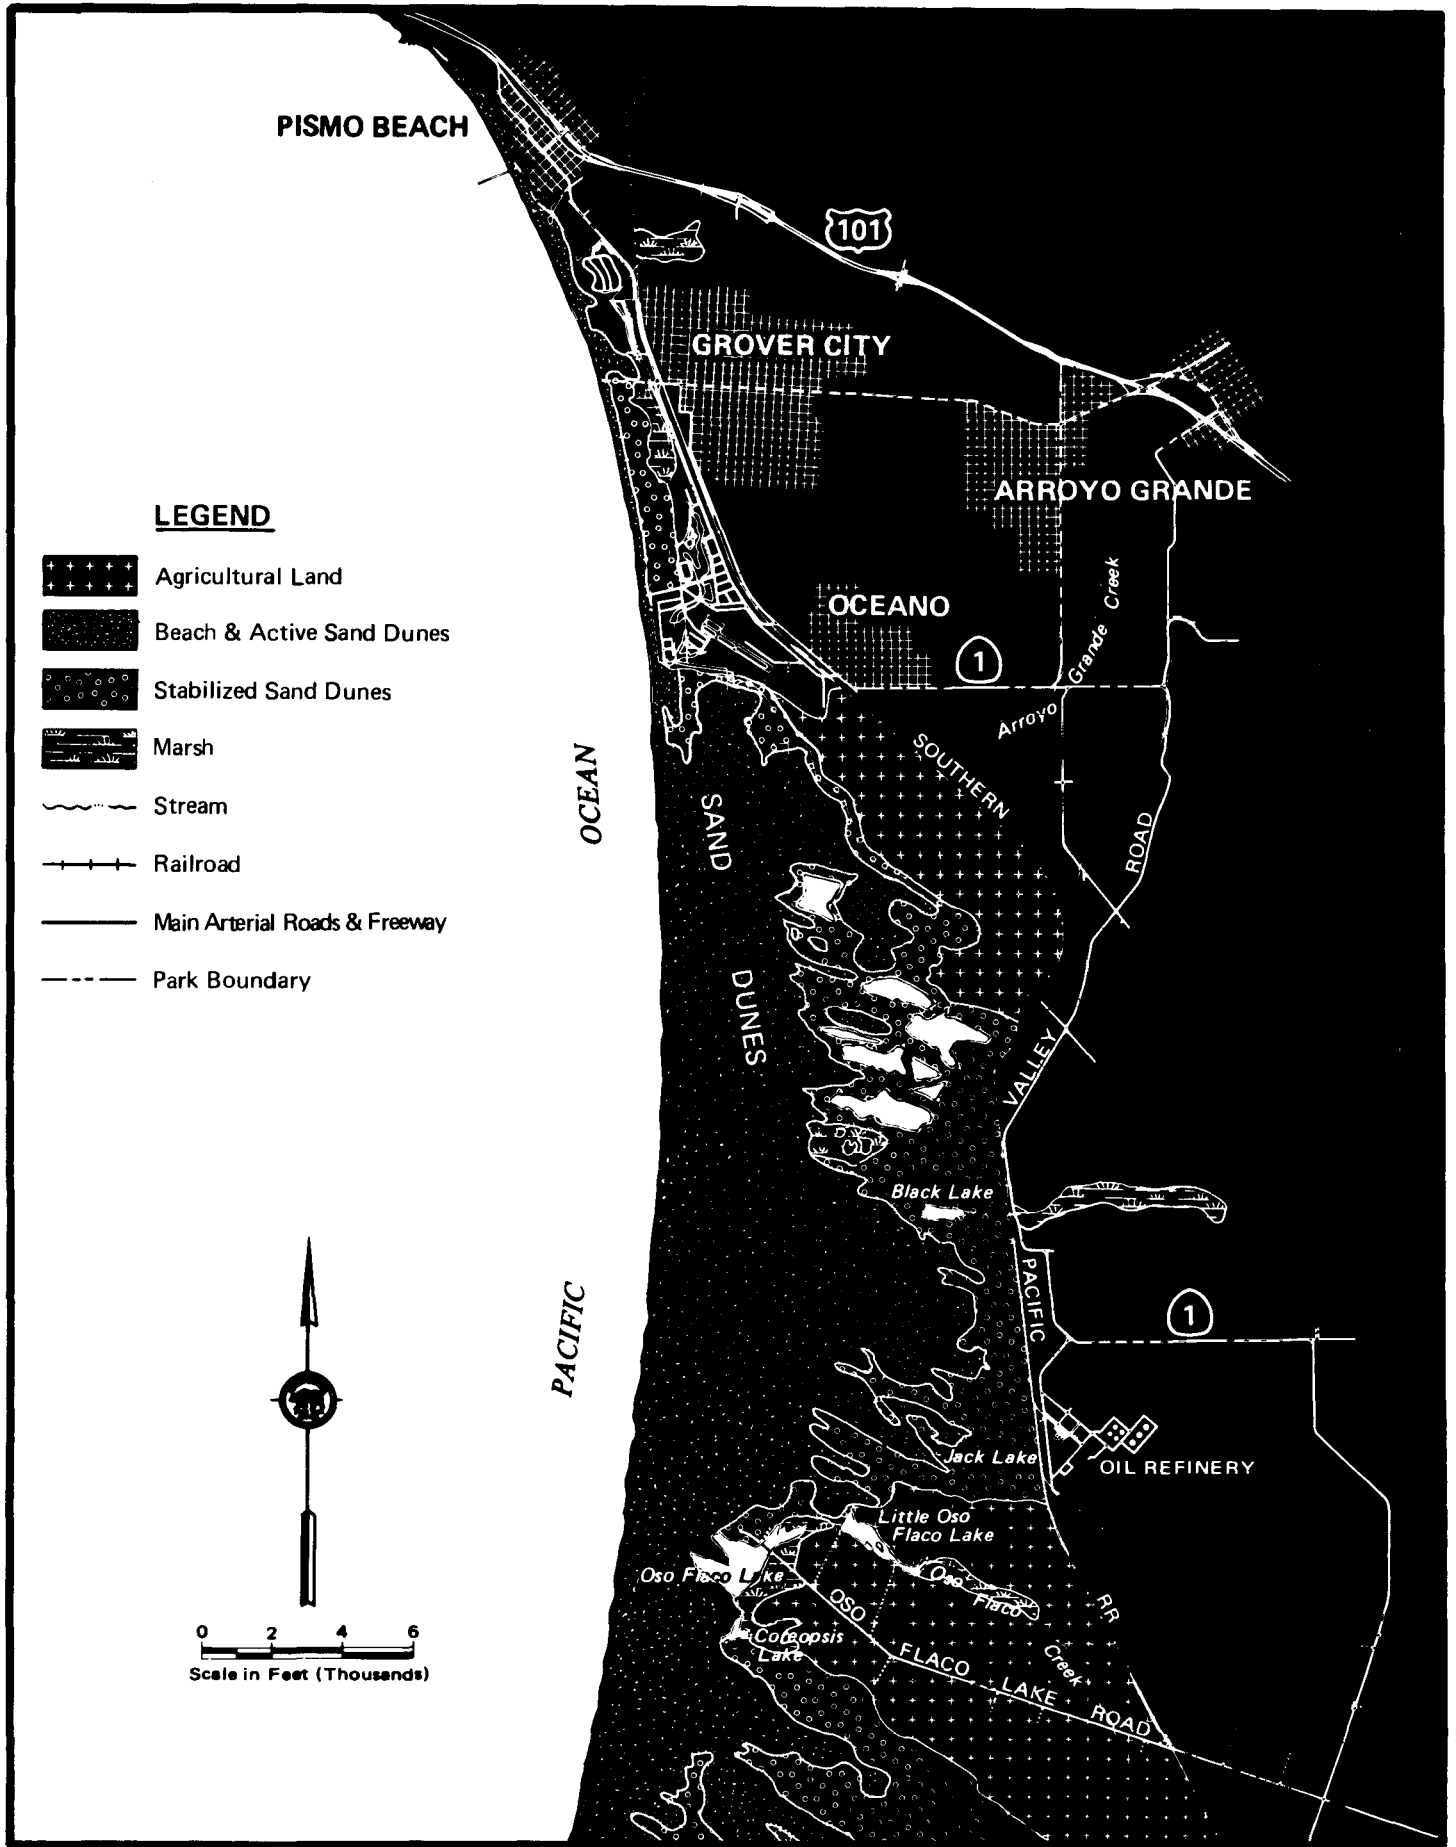 PISMO BEACH
101
GROVER CITY
ARROYO GRANDE
LEGEND
Agricultural Land
Beach & Active Sand Dunes
Stabilized Sand Dunes
Marsh
Stream
Railroad
Main Arterial Roads & Freeway
Park Boundary
OCEANO
1
Arroyo Grande Creek
SOUTHERN
PACIFIC
RR
PACIFIC
OCEAN
SAND
DUNES
VALLEY
ROAD
Black Lake
1
Jack Lake
OIL REFINERY
Little Oso
Flaco Lake
Oso Flaco Lake
Oso
Flaco
Creek
Coreopsis
Lake
OSO
FLACO
LAKE
ROAD
0 2 4 6
Scale in Feet (Thousands)